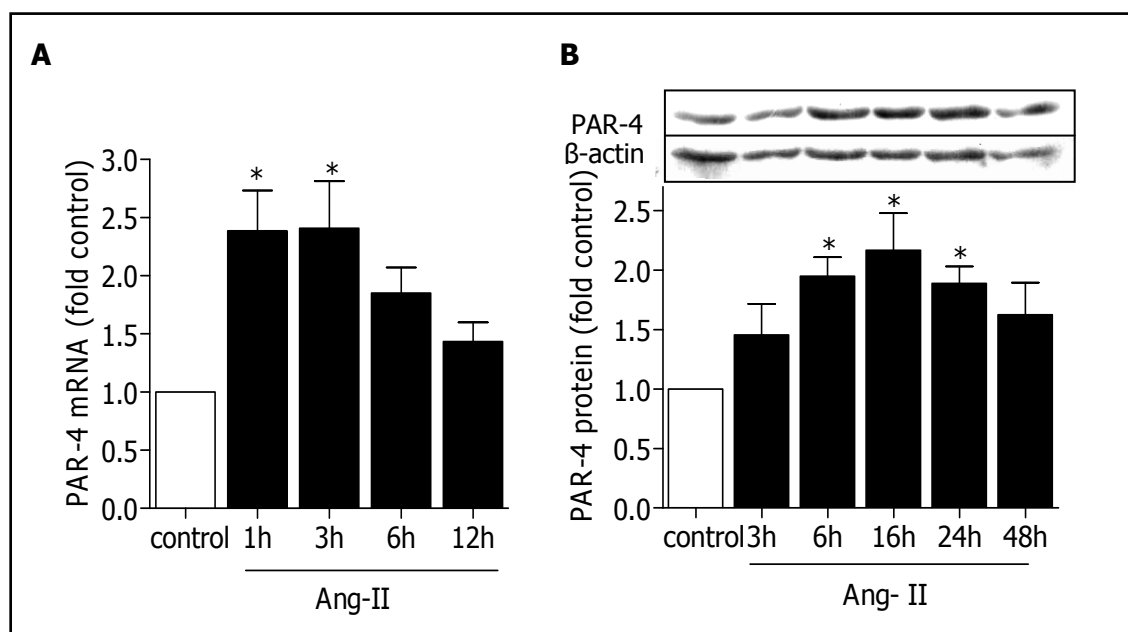 A
PAR-4 mRNA (fold control)
3.0
2.5
2.0
1.5
1.0
0.5
0.0
* *
control 1h 3h 6h 12h
Ang-II
B
PAR-4
ß-actin
PAR-4 protein (fold control)
2.5
2.0
1.5
1.0
0.5
0.0
* * *
control 3h 6h 16h 24h 48h
Ang- II